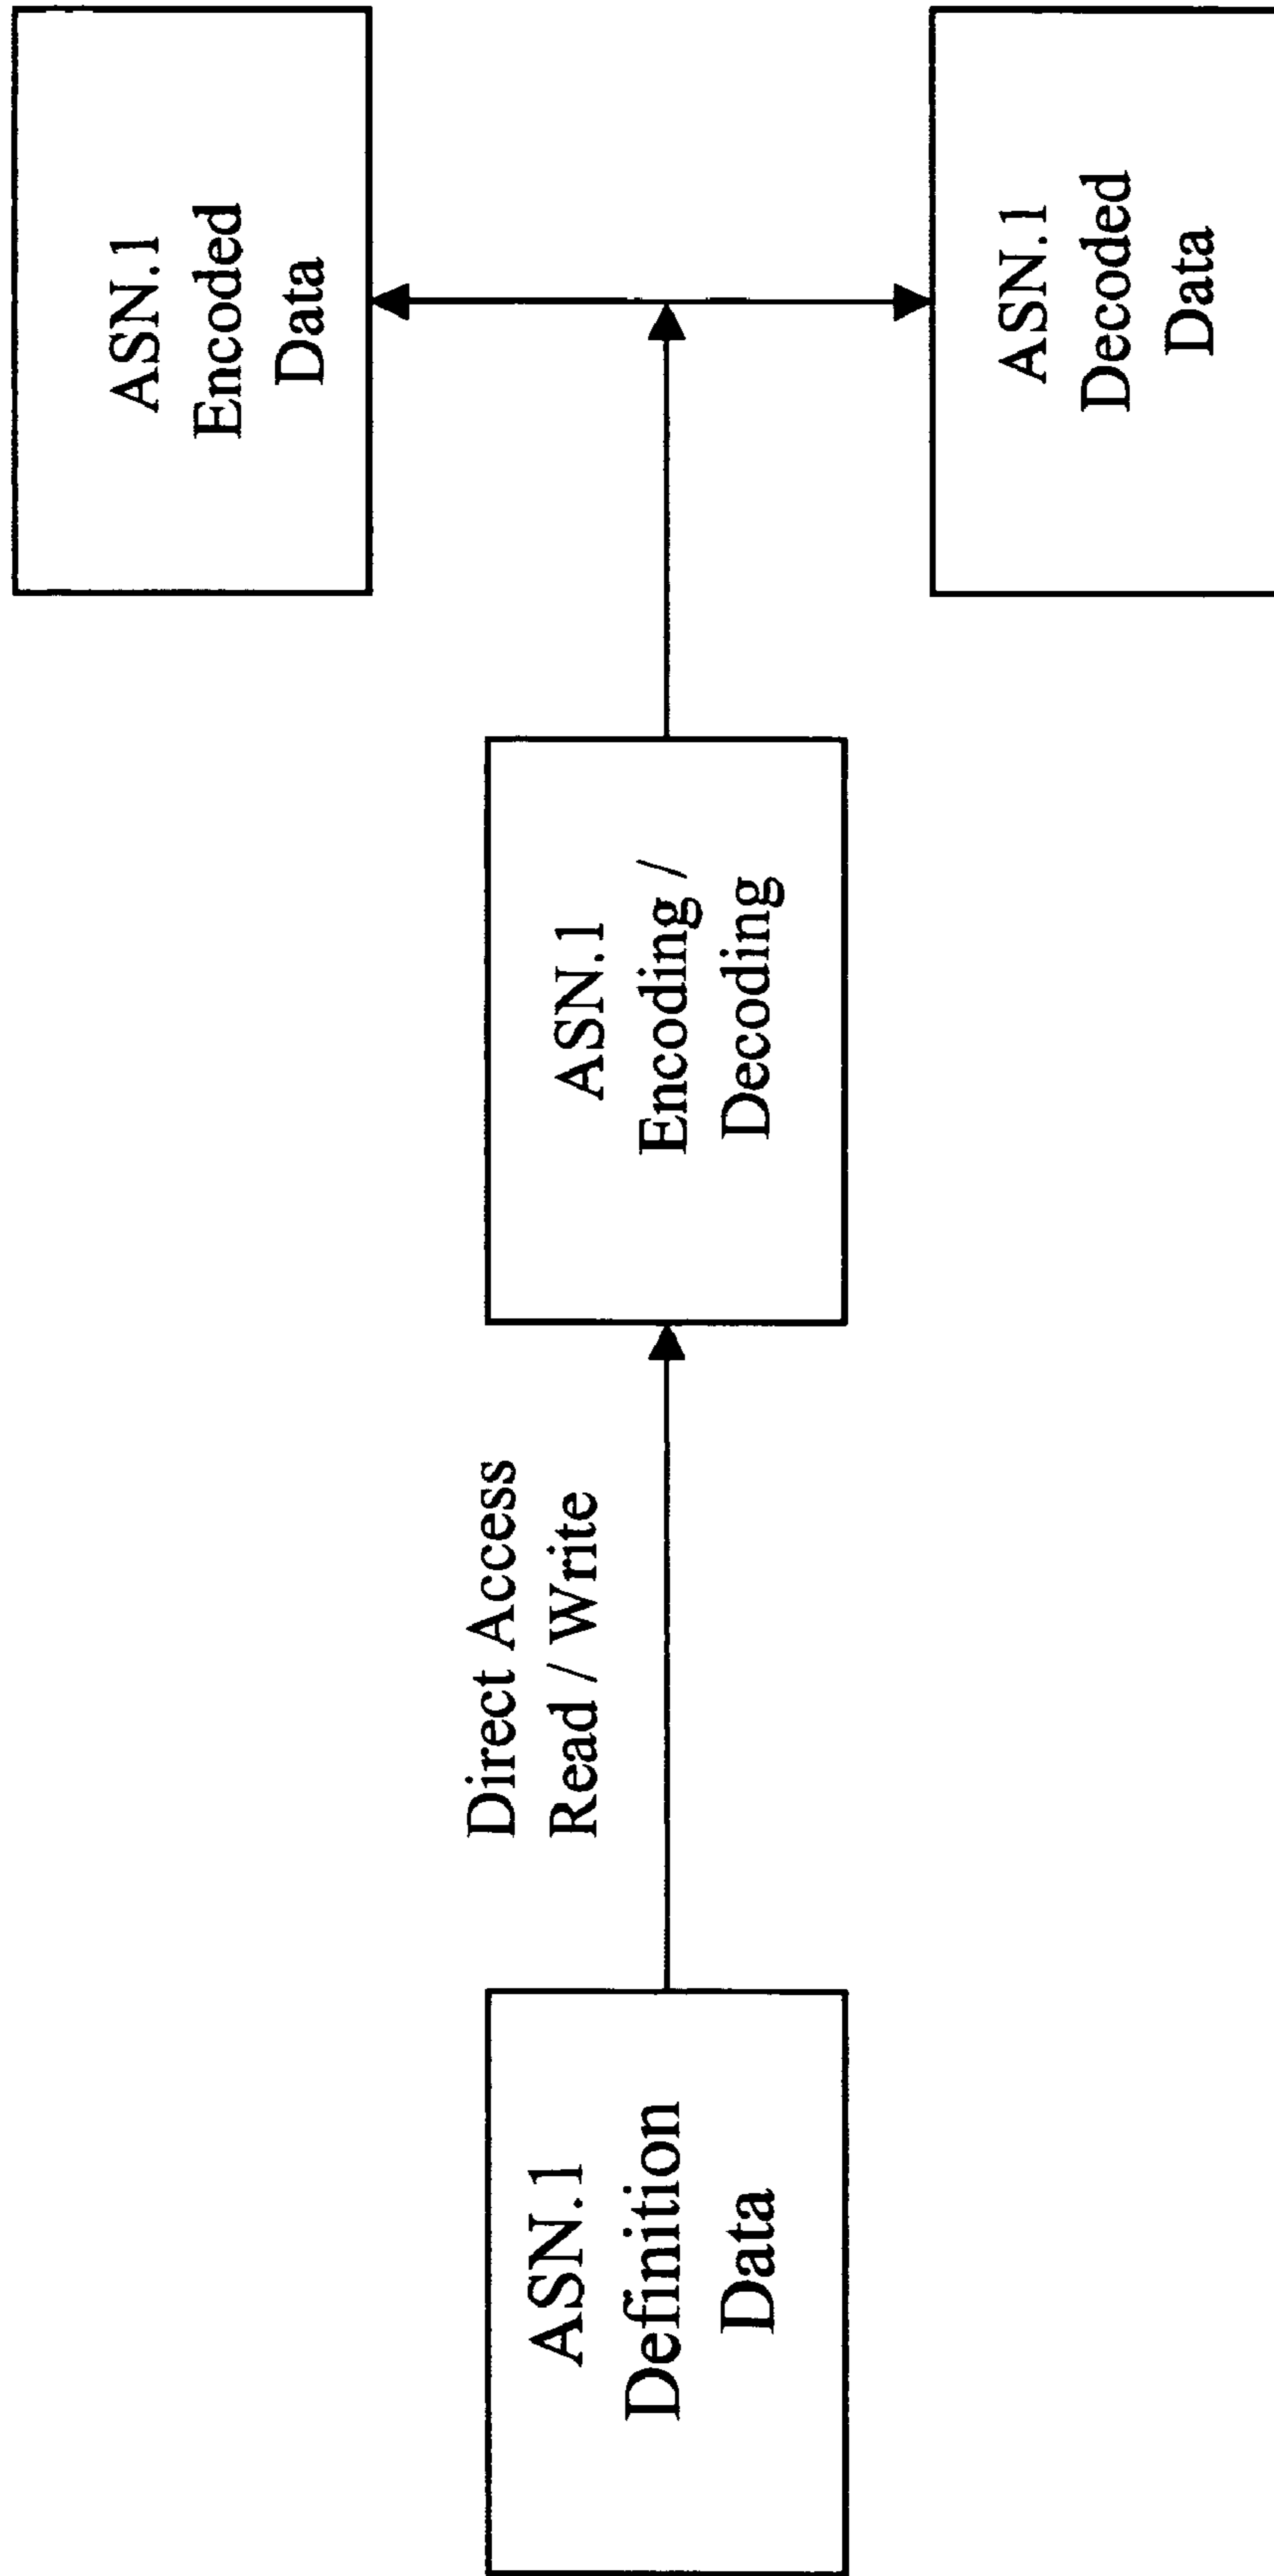 ASN.1
Definition
Data
Direct Access
Read / Write
ASN.1
Encoding /
Decoding
ASN.1
Encoded
Data
ASN.1
Decoded
Data